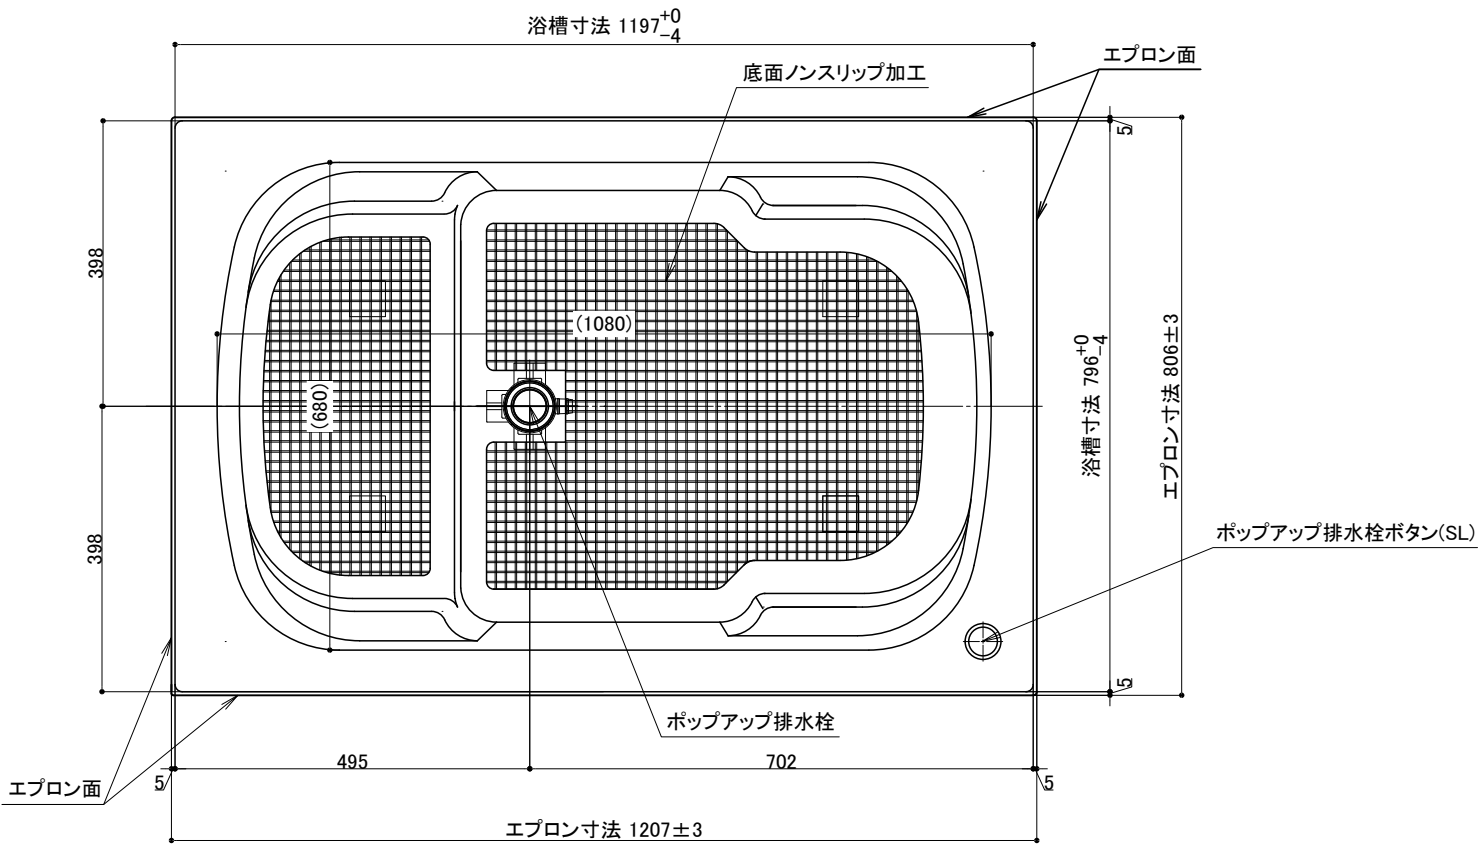 浴槽寸法 1197+0 -4
エプロン面
底面ノンスリップ加工
5
398
(1080)
(680)
浴槽寸法 796+0 -4
エプロン寸法 806±3
398
ポップアップ排水栓ボタン(SL)
5
ポップアップ排水栓
495
702
エプロン面
5
5
エプロン寸法 1207±3